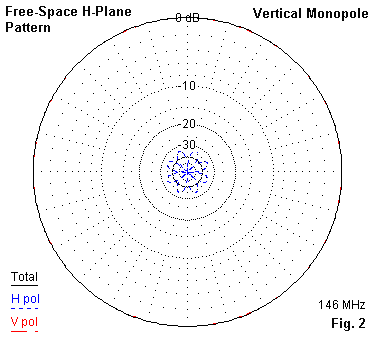 Free-Space H-Plane
Pattern
0 dB
Vertical Monopole
-10
-20
-30
Total
H pol
V pol
146 MHz
Fig. 2